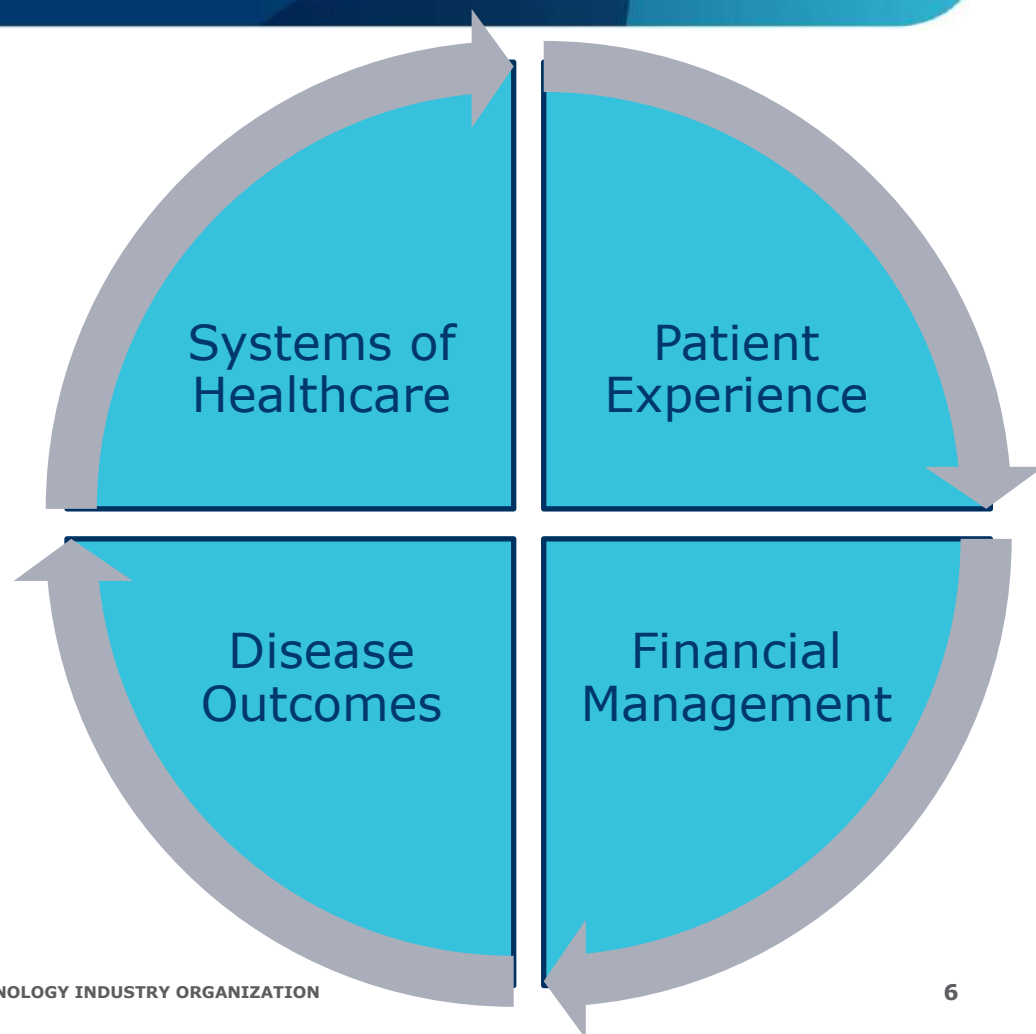 Systems of
Healthcare
Patient
Experience
Disease
Outcomes
Financial
Management
NOLOGY INDUSTRY ORGANIZATION
6